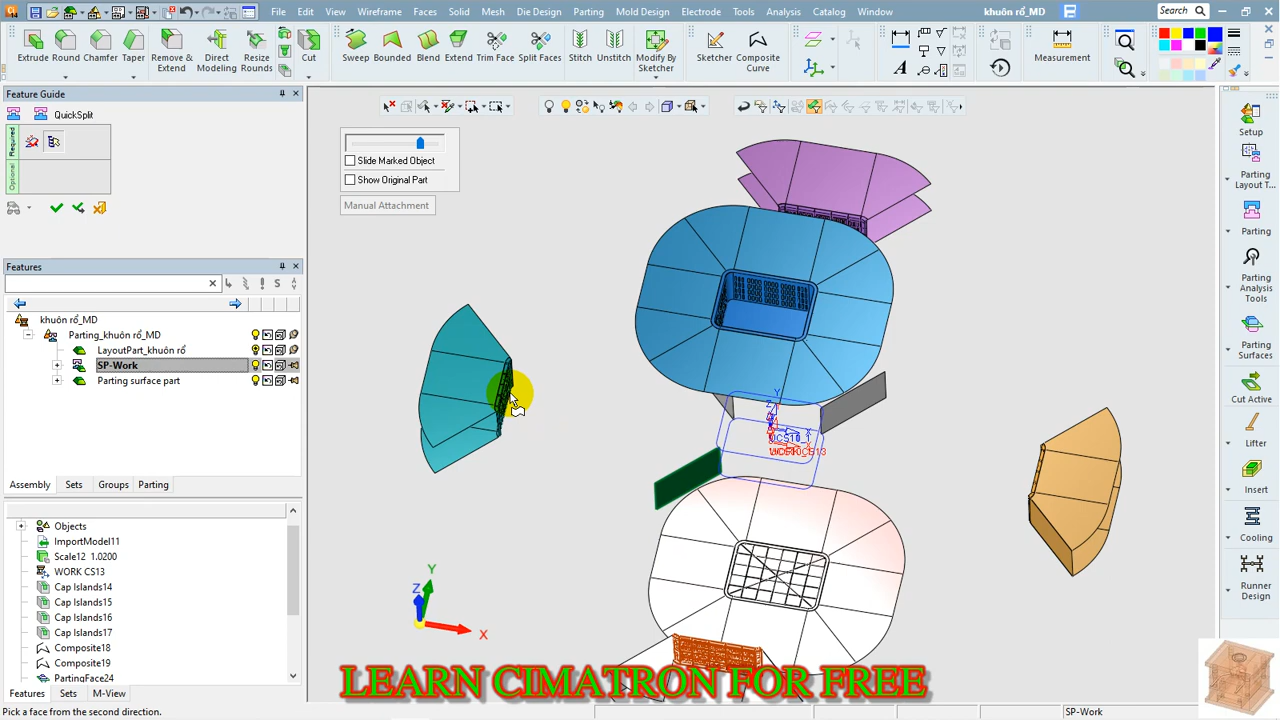 File Edit View Wireframe Faces Solid Mesh Die Design Parting Mold Design Electrode Tools Analysis Catalog Window khuôn rổ_MD Search
Extrude Round Chamfer Taper Remove & Extend Direct Modeling Resize Rounds Cut Sweep Bounded Blend Extend Trim Face Split Faces Stitch Unstitch Modify By Sketcher Sketcher Composite Curve Measurement
Feature Guide
QuickSplit
Required
Optional
Slide Marked Object
Show Original Part
Manual Attachment
Features
khuôn rổ_MD
Parting_khuôn rổ_MD
LayoutPart_khuôn rổ
SP-Work
Parting surface part
Assembly Sets Groups Parting
Objects
ImportModel11
Scale12 1.0200
WORK CS13
Cap Islands14
Cap Islands15
Cap Islands16
Cap Islands17
Composite18
Composite19
PartingFace24
Features Sets M-View
Pick a face from the second direction.
SP-Work
Setup
Parting Layout T...
Parting
Parting Analysis Tools
Parting Surfaces
Cut Active
Lifter
Insert
Cooling
Runner Design
Y
Z
X
Y
Z
X
LEARN CIMATRON FOR FREE